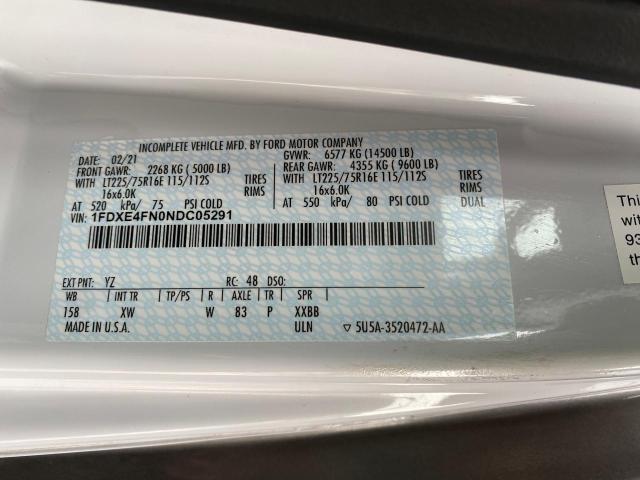 INCOMPLETE VEHICLE MFD. BY FORD MOTOR COMPANY
DATE: 02/21 GVWR: 6577 KG (14500 LB)
FRONT GAWR: 2268 KG ( 5000 LB) REAR GAWR: 4355 KG ( 9600 LB)
WITH LT225/75R16E 115/112S TIRES WITH LT225/75R16E 115/112S TIRES
16x6.0K RIMS 16x6.0K RIMS
AT 520 kPa/ 75 PSI COLD AT 550 kPa/ 80 PSI COLD DUAL
VIN: 1FDXE4FN0NDC05291
EXT PNT: YZ RC: 48 DSO:
WB INT TR TP/PS R AXLE TR SPR
158 XW W 83 P XXBB
MADE IN U.S.A. ULN ▽ 5U5A-3520472-AA
Thi
wit
93
th